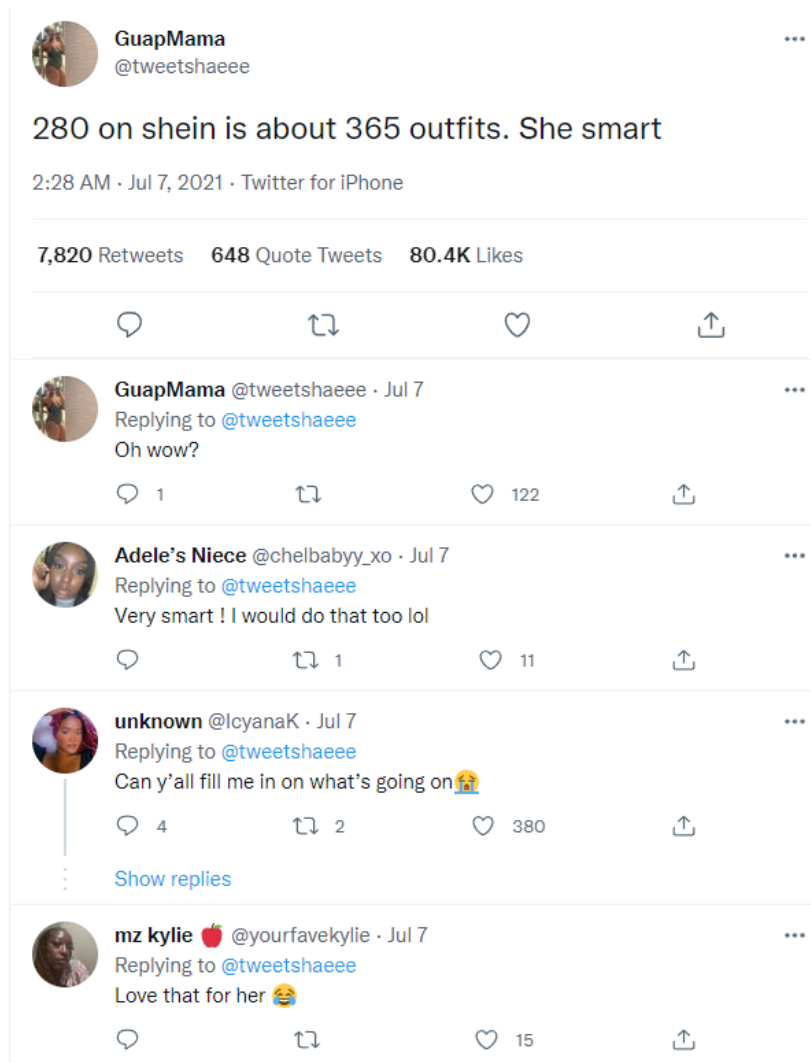 GuapMama
@tweetshaeee
280 on shein is about 365 outfits. She smart
2:28 AM · Jul 7, 2021 · Twitter for iPhone
7,820 Retweets 648 Quote Tweets 80.4K Likes
GuapMama @tweetshaeee · Jul 7
Replying to @tweetshaeee
Oh wow?
1 122
Adele’s Niece @chelbabyy_xo · Jul 7
Replying to @tweetshaeee
Very smart ! I would do that too lol
1 11
unknown @IcyanaK · Jul 7
Replying to @tweetshaeee
Can y’all fill me in on what’s going on😭
4 2 380
Show replies
mz kylie 🍎 @yourfavekylie · Jul 7
Replying to @tweetshaeee
Love that for her 😂
15